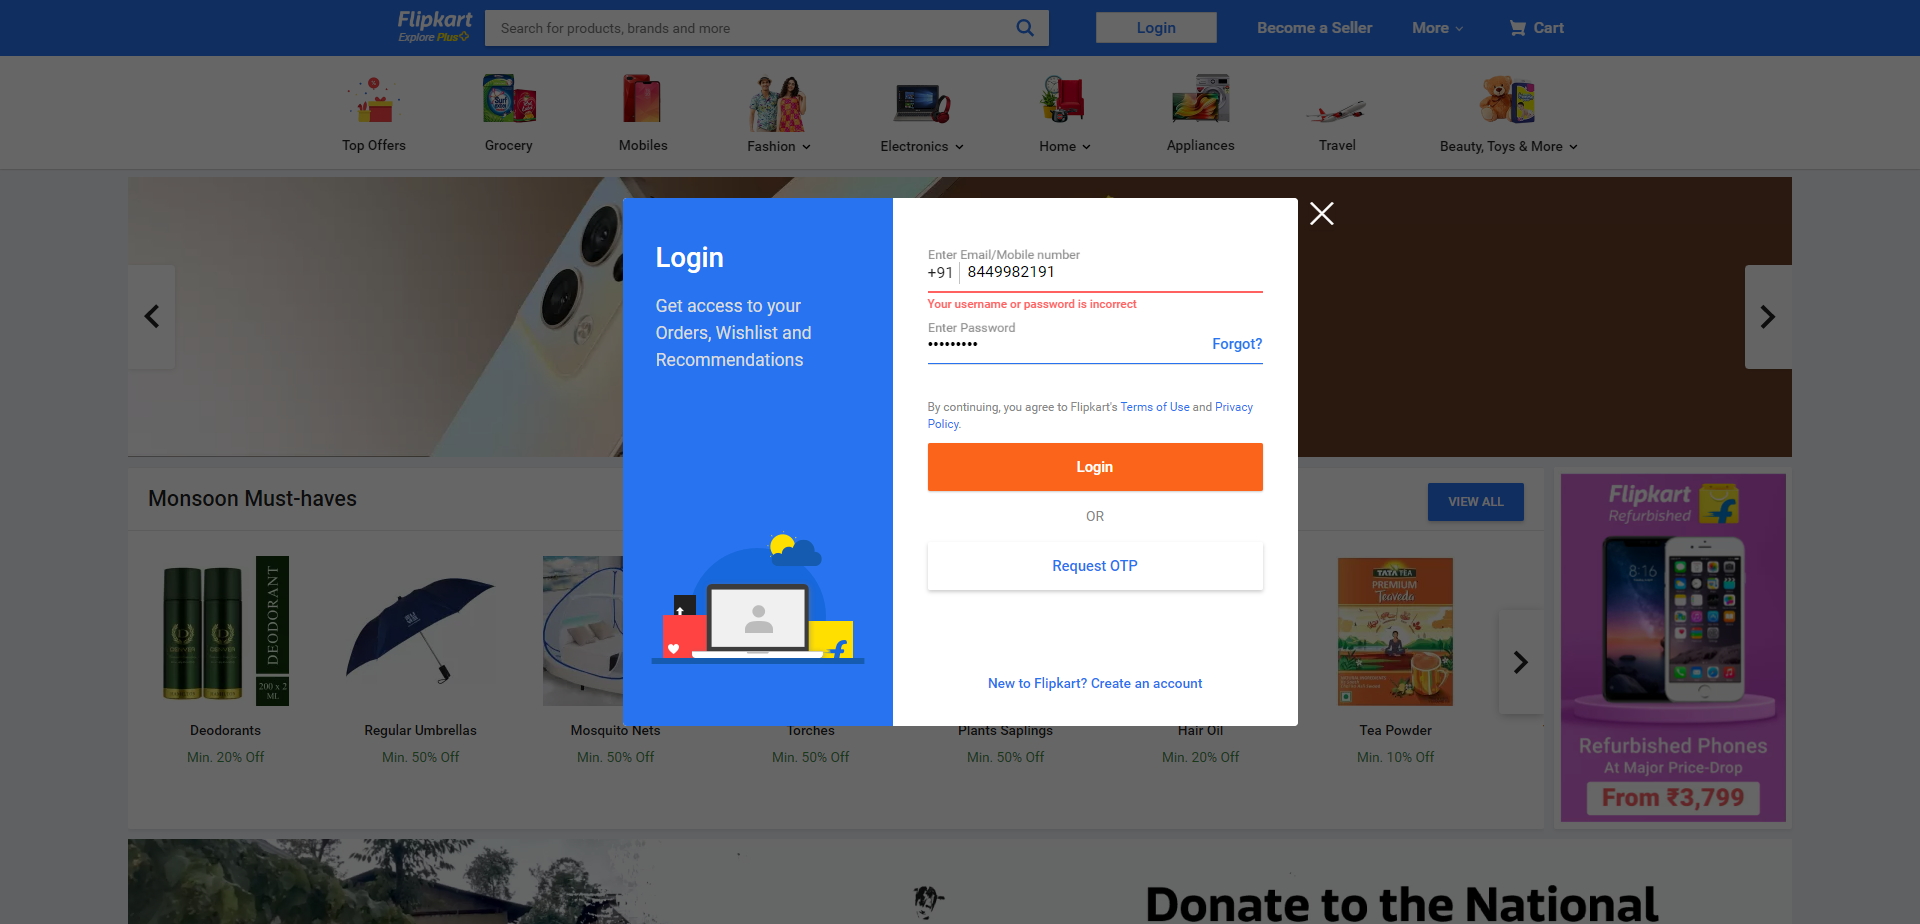 Flipkart
Explore Plus
Search for products, brands and more
Login
Become a Seller
More
Cart
Top Offers
Grocery
Mobiles
Fashion
Electronics
Home
Appliances
Travel
Beauty, Toys & More
Login
Get access to your
Orders, Wishlist and
Recommendations
Enter Email/Mobile number
+91 8449982191
Your username or password is incorrect
Enter Password
•••••••••
Forgot?
By continuing, you agree to Flipkart's Terms of Use and Privacy
Policy.
Login
OR
Request OTP
New to Flipkart? Create an account
Monsoon Must-haves
VIEW ALL
DENVER
DENVER
DEODORANT
200 x 2
ML
Surf
TATA TEA
PREMIUM
Teaveda
Deodorants
Min. 20% Off
Regular Umbrellas
Min. 50% Off
Mosquito Nets
Min. 50% Off
Torches
Min. 50% Off
Plants Saplings
Min. 50% Off
Hair Oil
Min. 20% Off
Tea Powder
Min. 10% Off
Flipkart
Refurbished
8:16
Refurbished Phones
At Major Price-Drop
From ₹3,799
Donate to the National